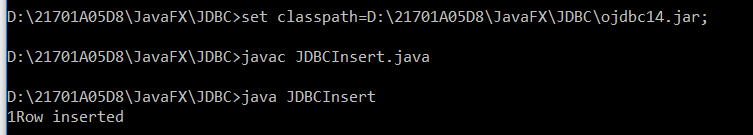 D:\21701A05D8\JavaFX\JDBC>set classpath=D:\21701A05D8\JavaFX\JDBC\ojdbc14.jar;
D:\21701A05D8\JavaFX\JDBC>javac JDBCInsert.java
D:\21701A05D8\JavaFX\JDBC>java JDBCInsert
1Row inserted